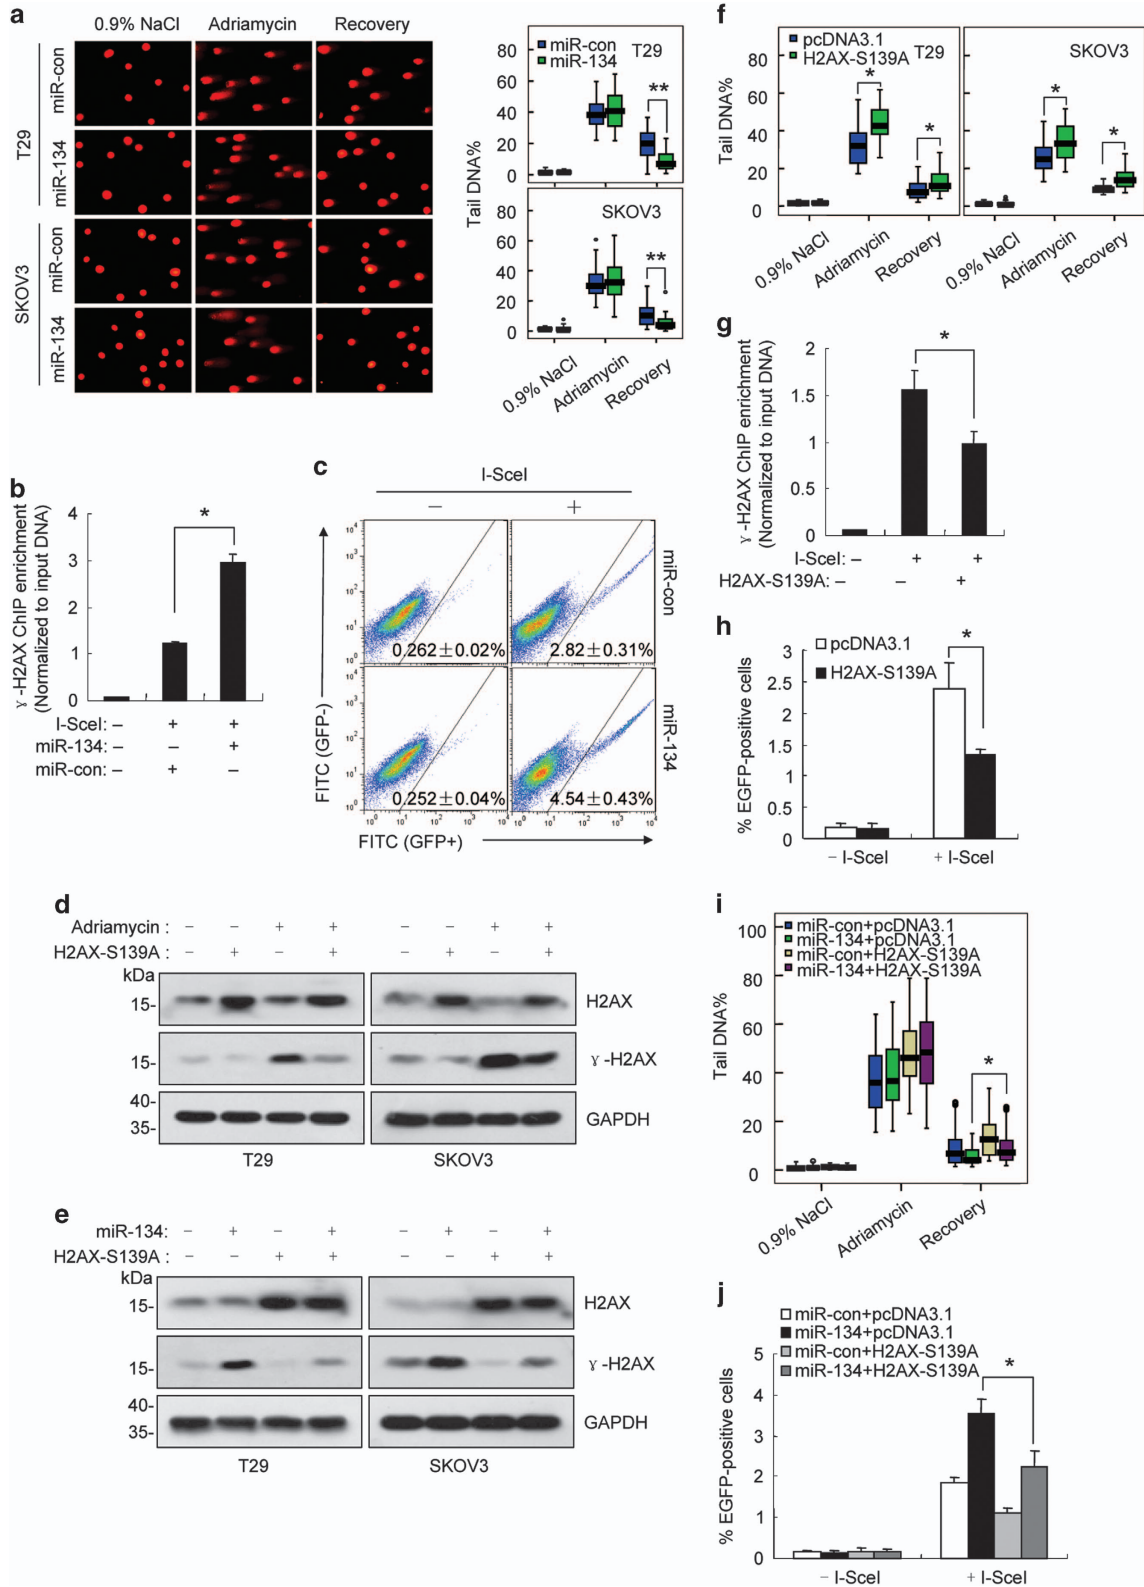 a
0.9% NaCl Adriamycin Recovery
T29
miR-con
miR-134
SKOV3
miR-con
miR-134
Tail DNA%
miR-con T29
miR-134
80
60
40
20
0
SKOV3
80
60
40
20
0
**
**
0.9% NaCl
Adriamycin
Recovery
b
γ-H2AX ChIP enrichment
(Normalized to input DNA)
4
3
2
1
0
*
I-SceI: – + +
miR-134: – – +
miR-con: – + –
c
I-SceI
– +
FITC (GFP-)
miR-con
0.262±0.02% 2.82±0.31%
miR-134
0.252±0.04% 4.54±0.43%
FITC (GFP+)
d
Adriamycin : – – + + – – + +
H2AX-S139A : – + – + – + – +
kDa
15- H2AX
15- γ-H2AX
40-
35- GAPDH
T29 SKOV3
e
miR-134: – + – + – + – +
H2AX-S139A : – – + + – – + +
kDa
15- H2AX
15- γ-H2AX
40-
35- GAPDH
T29 SKOV3
f
Tail DNA%
pcDNA3.1
H2AX-S139A T29
SKOV3
80
60
40
20
0
* *
* *
0.9% NaCl
Adriamycin
Recovery
0.9% NaCl
Adriamycin
Recovery
g
γ-H2AX ChIP enrichment
(Normalized to input DNA)
2
1.5
1
0.5
0
*
I-SceI: – + +
H2AX-S139A: – – +
h
% EGFP-positive cells
pcDNA3.1
H2AX-S139A
3
2.5
2
1.5
1
0.5
0
*
– I-SceI + I-SceI
i
Tail DNA%
miR-con+pcDNA3.1
miR-134+pcDNA3.1
miR-con+H2AX-S139A
miR-134+H2AX-S139A
100
80
60
40
20
0
*
0.9% NaCl
Adriamycin
Recovery
j
miR-con+pcDNA3.1
miR-134+pcDNA3.1
miR-con+H2AX-S139A
miR-134+H2AX-S139A
% EGFP-positive cells
5
4
3
2
1
0
*
– I-SceI + I-SceI